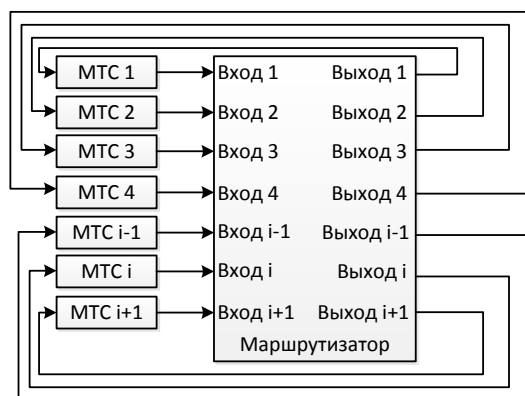 МТС 1 Вход 1 Выход 1
МТС 2 Вход 2 Выход 2
МТС 3 Вход 3 Выход 3
МТС 4 Вход 4 Выход 4
МТС i-1 Вход i-1 Выход i-1
МТС i Вход i Выход i
МТС i+1 Вход i+1 Выход i+1
Маршрутизатор